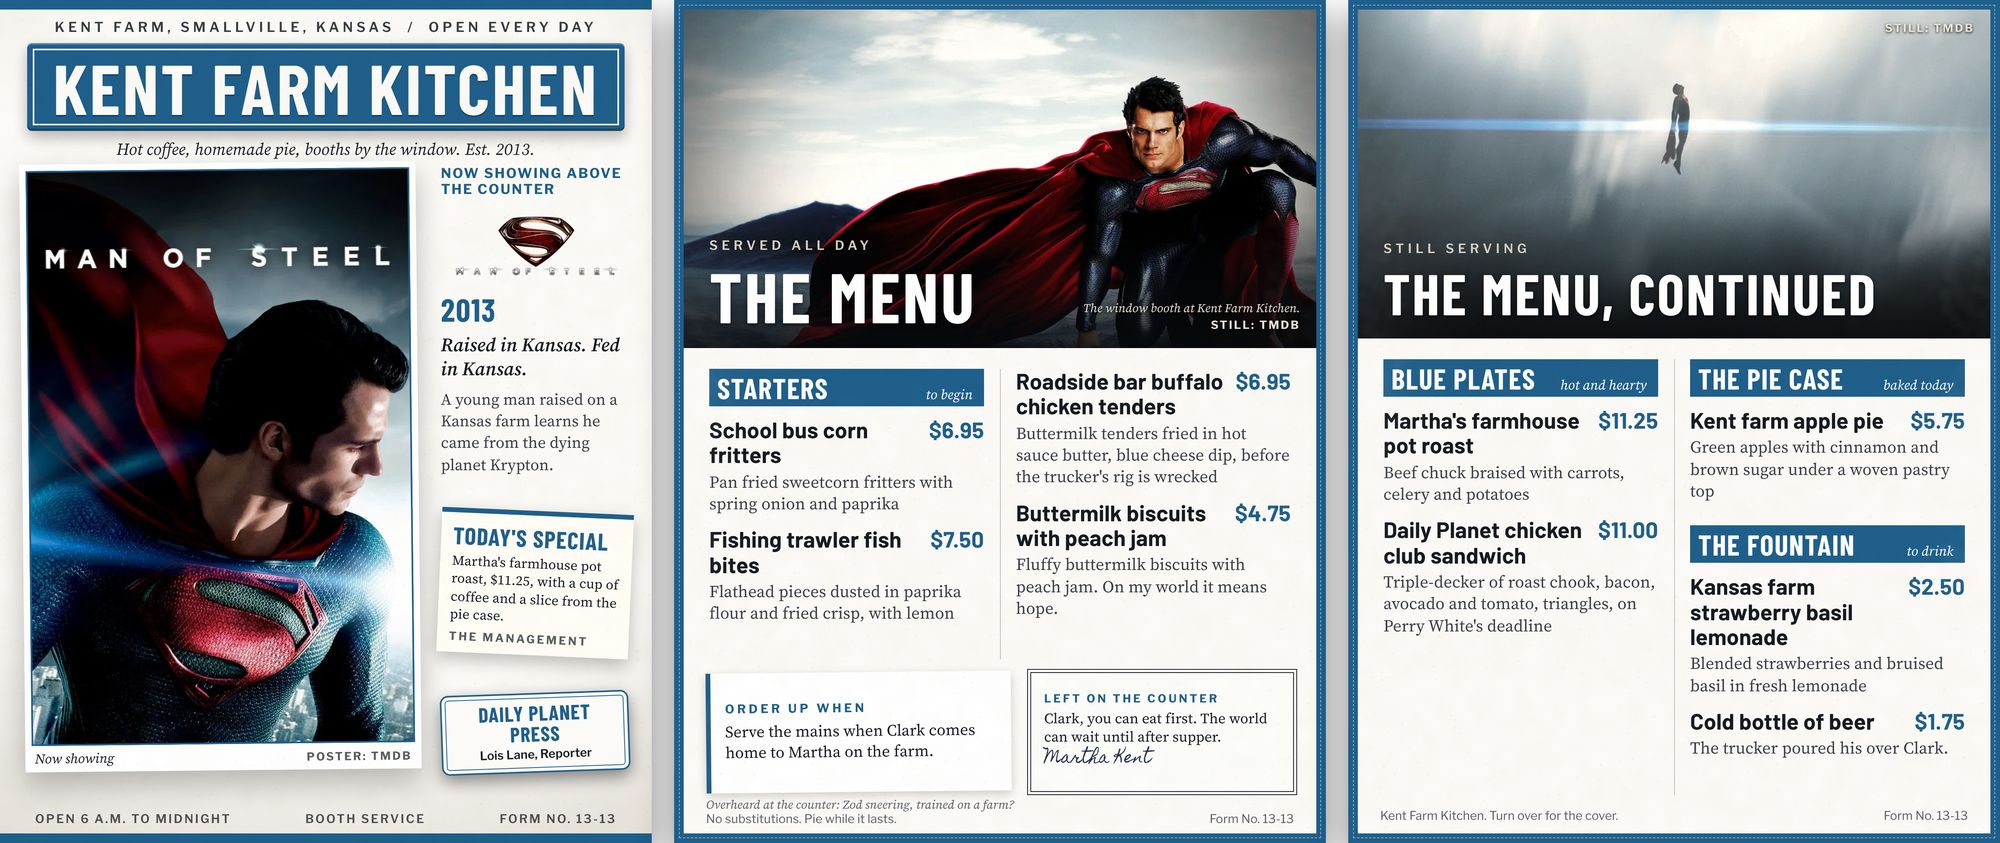 KENT FARM, SMALLVILLE, KANSAS / OPEN EVERY DAY
KENT FARM KITCHEN
Hot coffee, homemade pie, booths by the window. Est. 2013.
MAN OF STEEL
Now showing
POSTER: TMDB
NOW SHOWING ABOVE
THE COUNTER
MAN OF STEEL
2013
Raised in Kansas. Fed
in Kansas.
A young man raised on a
Kansas farm learns he
came from the dying
planet Krypton.
TODAY'S SPECIAL
Martha's farmhouse pot
roast, $11.25, with a cup of
coffee and a slice from the
pie case.
THE MANAGEMENT
DAILY PLANET
PRESS
Lois Lane, Reporter
OPEN 6 A.M. TO MIDNIGHT
BOOTH SERVICE
FORM NO. 13-13
SERVED ALL DAY
THE MENU
The window booth at Kent Farm Kitchen.
STILL: TMDB
STARTERS to begin
School bus corn $6.95
fritters
Pan fried sweetcorn fritters with
spring onion and paprika
Fishing trawler fish $7.50
bites
Flathead pieces dusted in paprika
flour and fried crisp, with lemon
Roadside bar buffalo $6.95
chicken tenders
Buttermilk tenders fried in hot
sauce butter, blue cheese dip, before
the trucker's rig is wrecked
Buttermilk biscuits $4.75
with peach jam
Fluffy buttermilk biscuits with
peach jam. On my world it means
hope.
ORDER UP WHEN
Serve the mains when Clark comes
home to Martha on the farm.
LEFT ON THE COUNTER
Clark, you can eat first. The world
can wait until after supper.
Martha Kent
Overheard at the counter: Zod sneering, trained on a farm?
No substitutions. Pie while it lasts.
Form No. 13-13
STILL: TMDB
STILL SERVING
THE MENU, CONTINUED
BLUE PLATES hot and hearty
Martha's farmhouse $11.25
pot roast
Beef chuck braised with carrots,
celery and potatoes
Daily Planet chicken $11.00
club sandwich
Triple-decker of roast chook, bacon,
avocado and tomato, triangles, on
Perry White's deadline
THE PIE CASE baked today
Kent farm apple pie $5.75
Green apples with cinnamon and
brown sugar under a woven pastry
top
THE FOUNTAIN to drink
Kansas farm $2.50
strawberry basil
lemonade
Blended strawberries and bruised
basil in fresh lemonade
Cold bottle of beer $1.75
The trucker poured his over Clark.
Kent Farm Kitchen. Turn over for the cover.
Form No. 13-13